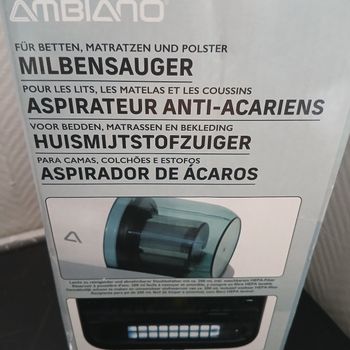 AMBIANO
FÜR BETTEN, MATRATZEN UND POLSTER
MILBENSAUGER
POUR LES LITS, LES MATELAS ET LES COUSSINS
ASPIRATEUR ANTI-ACARIENS
VOOR BEDDEN, MATRASSEN EN BEKLEDING
HUISMIJTSTOFZUIGER
PARA CAMAS, COLCHÕES E ESTOFOS
ASPIRADOR DE ÁCAROS